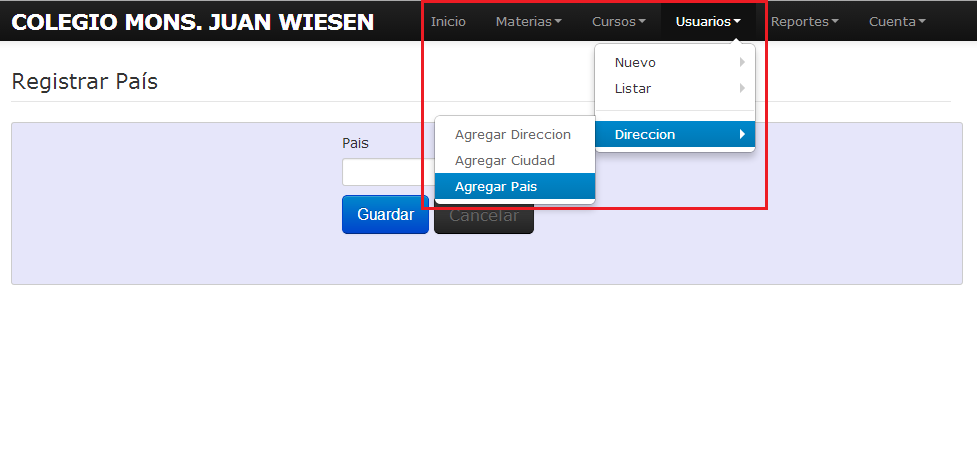 COLEGIO MONS. JUAN WIESEN Inicio Materias Cursos Usuarios Reportes Cuenta
Nuevo
Listar
Direccion
Agregar Direccion
Agregar Ciudad
Agregar Pais
Registrar País
Pais
Guardar Cancelar